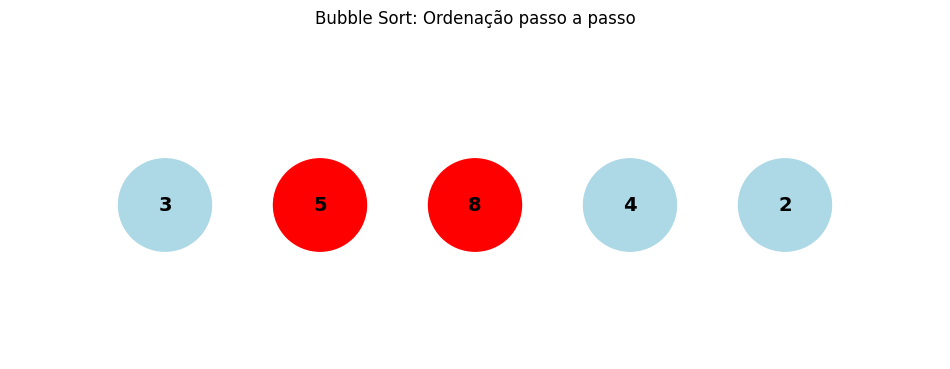 Bubble Sort: Ordenação passo a passo
3 5 8 4 2